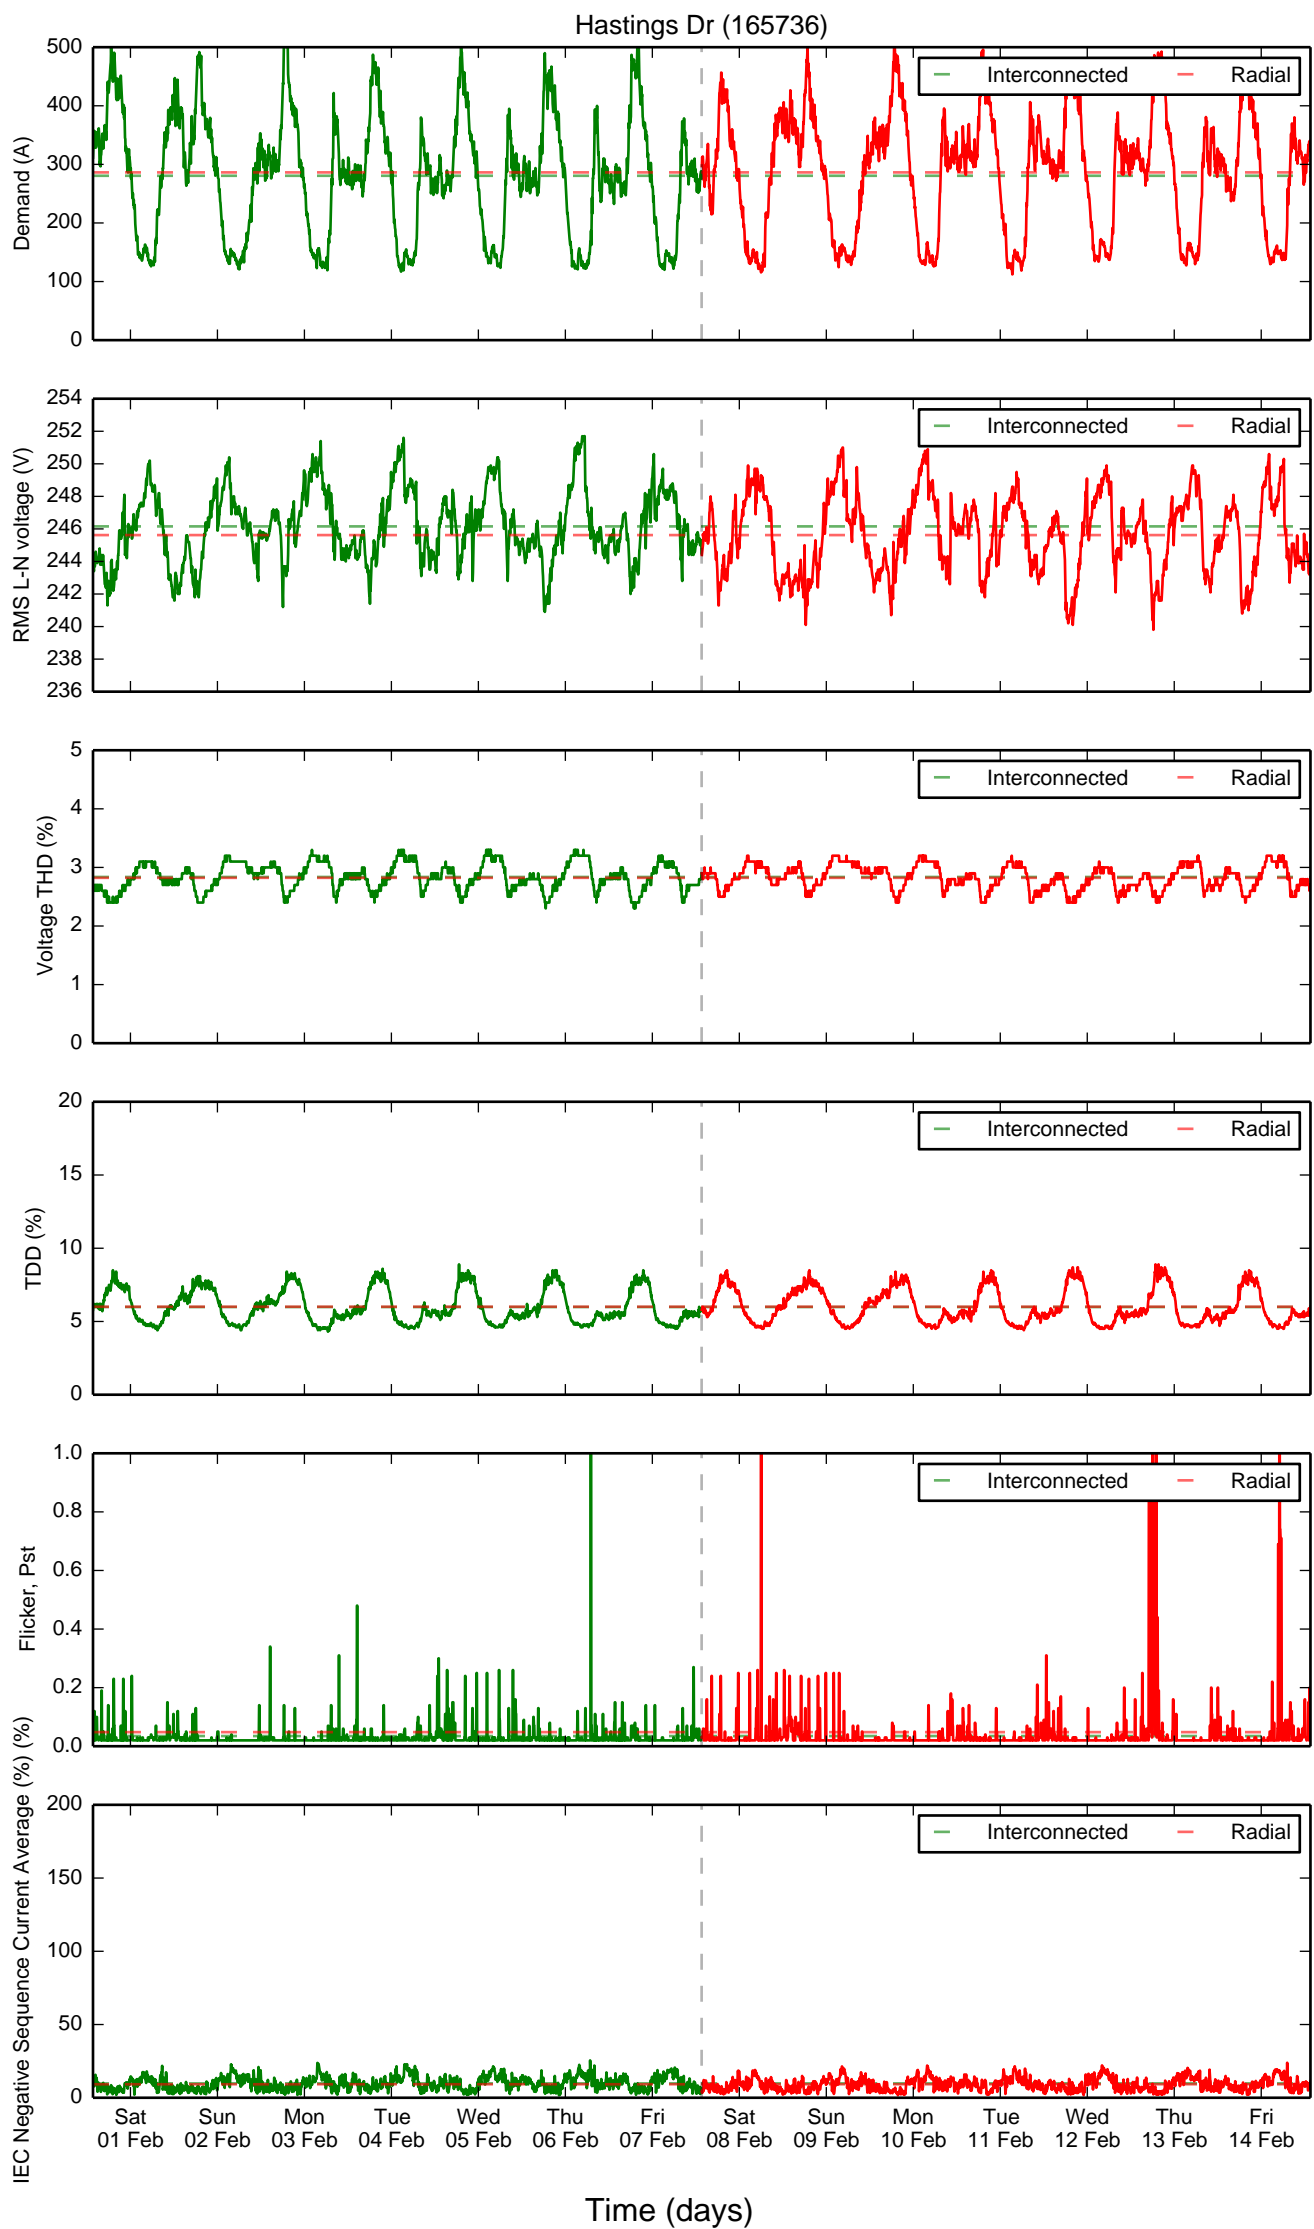 Hastings Dr (165736)
Demand (A)
500
400
300
200
100
0
Interconnected Radial
RMS L-N voltage (V)
254
252
250
248
246
244
242
240
238
236
Interconnected Radial
Voltage THD (%)
5
4
3
2
1
0
Interconnected Radial
TDD (%)
20
15
10
5
0
Interconnected Radial
Flicker, Pst
1.0
0.8
0.6
0.4
0.2
0.0
Interconnected Radial
IEC Negative Sequence Current Average (%) (%)
200
150
100
50
0
Interconnected Radial
Sat Sun Mon Tue Wed Thu Fri Sat Sun Mon Tue Wed Thu Fri
01 Feb 02 Feb 03 Feb 04 Feb 05 Feb 06 Feb 07 Feb 08 Feb 09 Feb 10 Feb 11 Feb 12 Feb 13 Feb 14 Feb
Time (days)